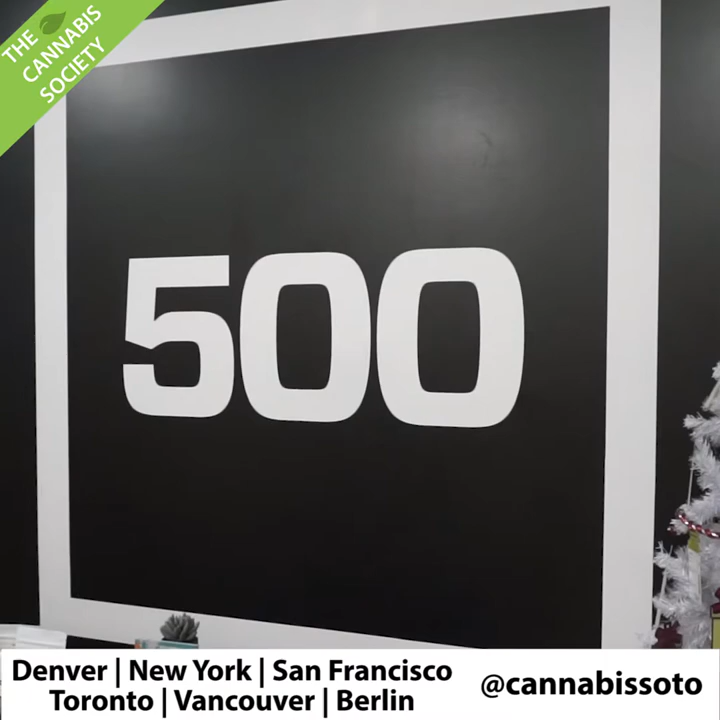 THE
CANNABIS
SOCIETY
500
Denver | New York | San Francisco
Toronto | Vancouver | Berlin
@cannabissoto